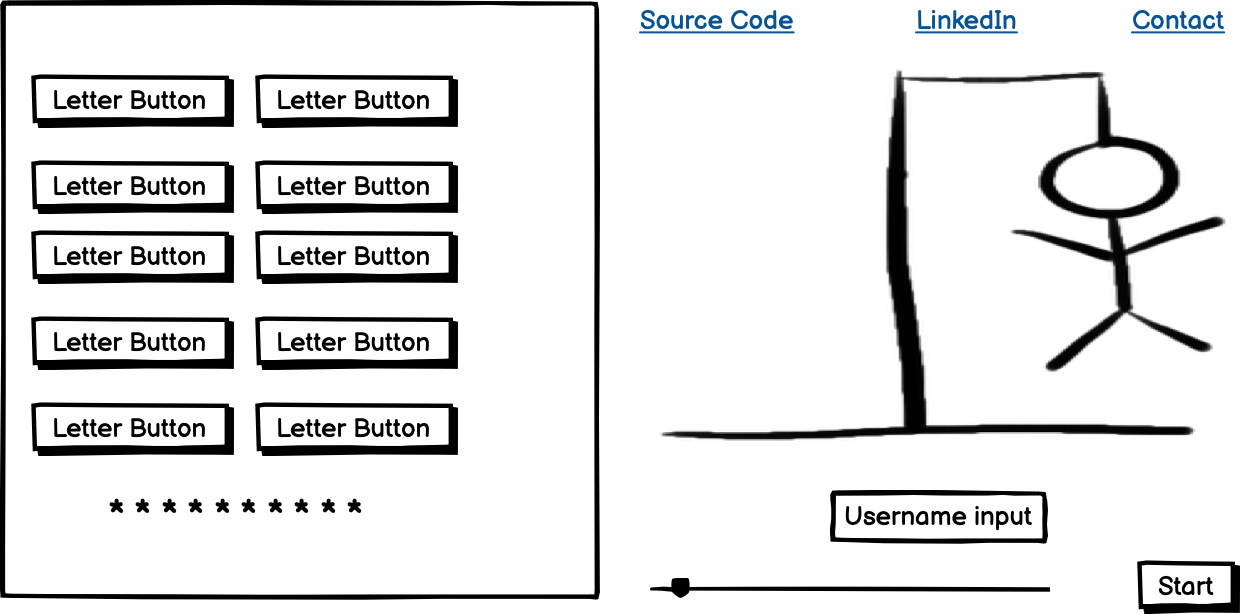 Source Code LinkedIn Contact
Letter Button Letter Button
Letter Button Letter Button
Letter Button Letter Button
Letter Button Letter Button
Letter Button Letter Button
* * * * * * * * * *
Username input
Start